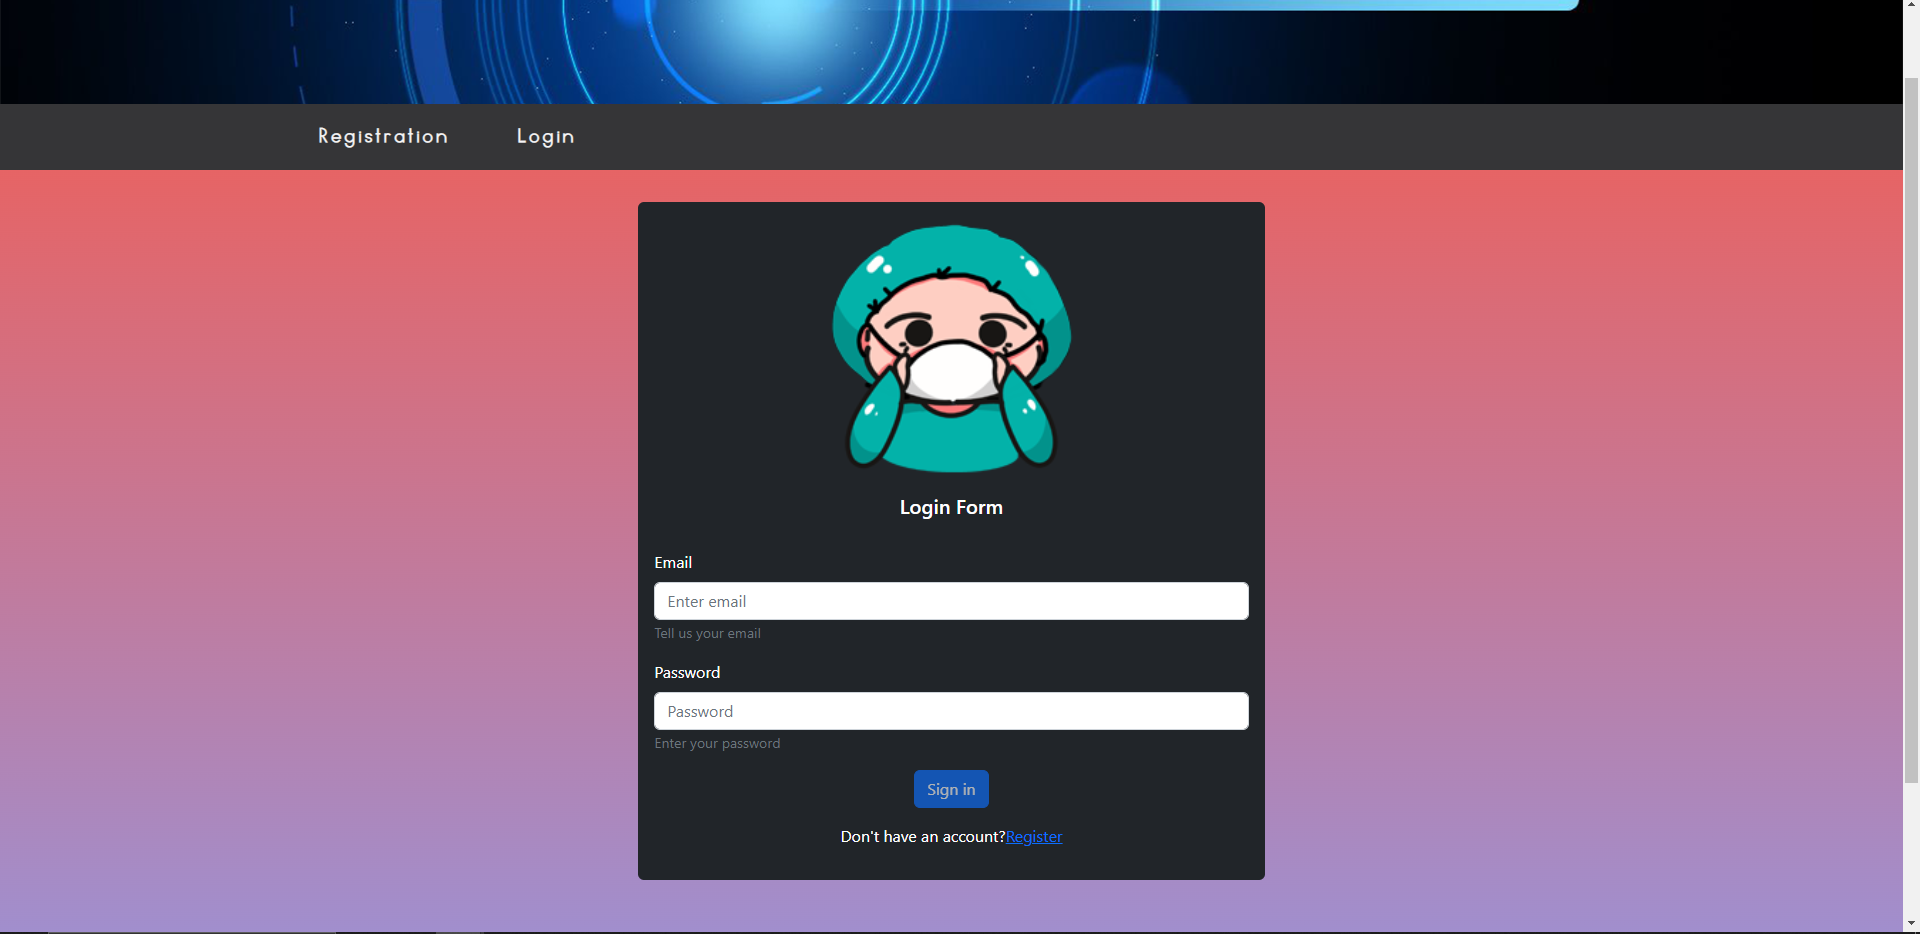 Registration Login
Login Form
Email
Enter email
Tell us your email
Password
Password
Enter your password
Sign in
Don't have an account?Register